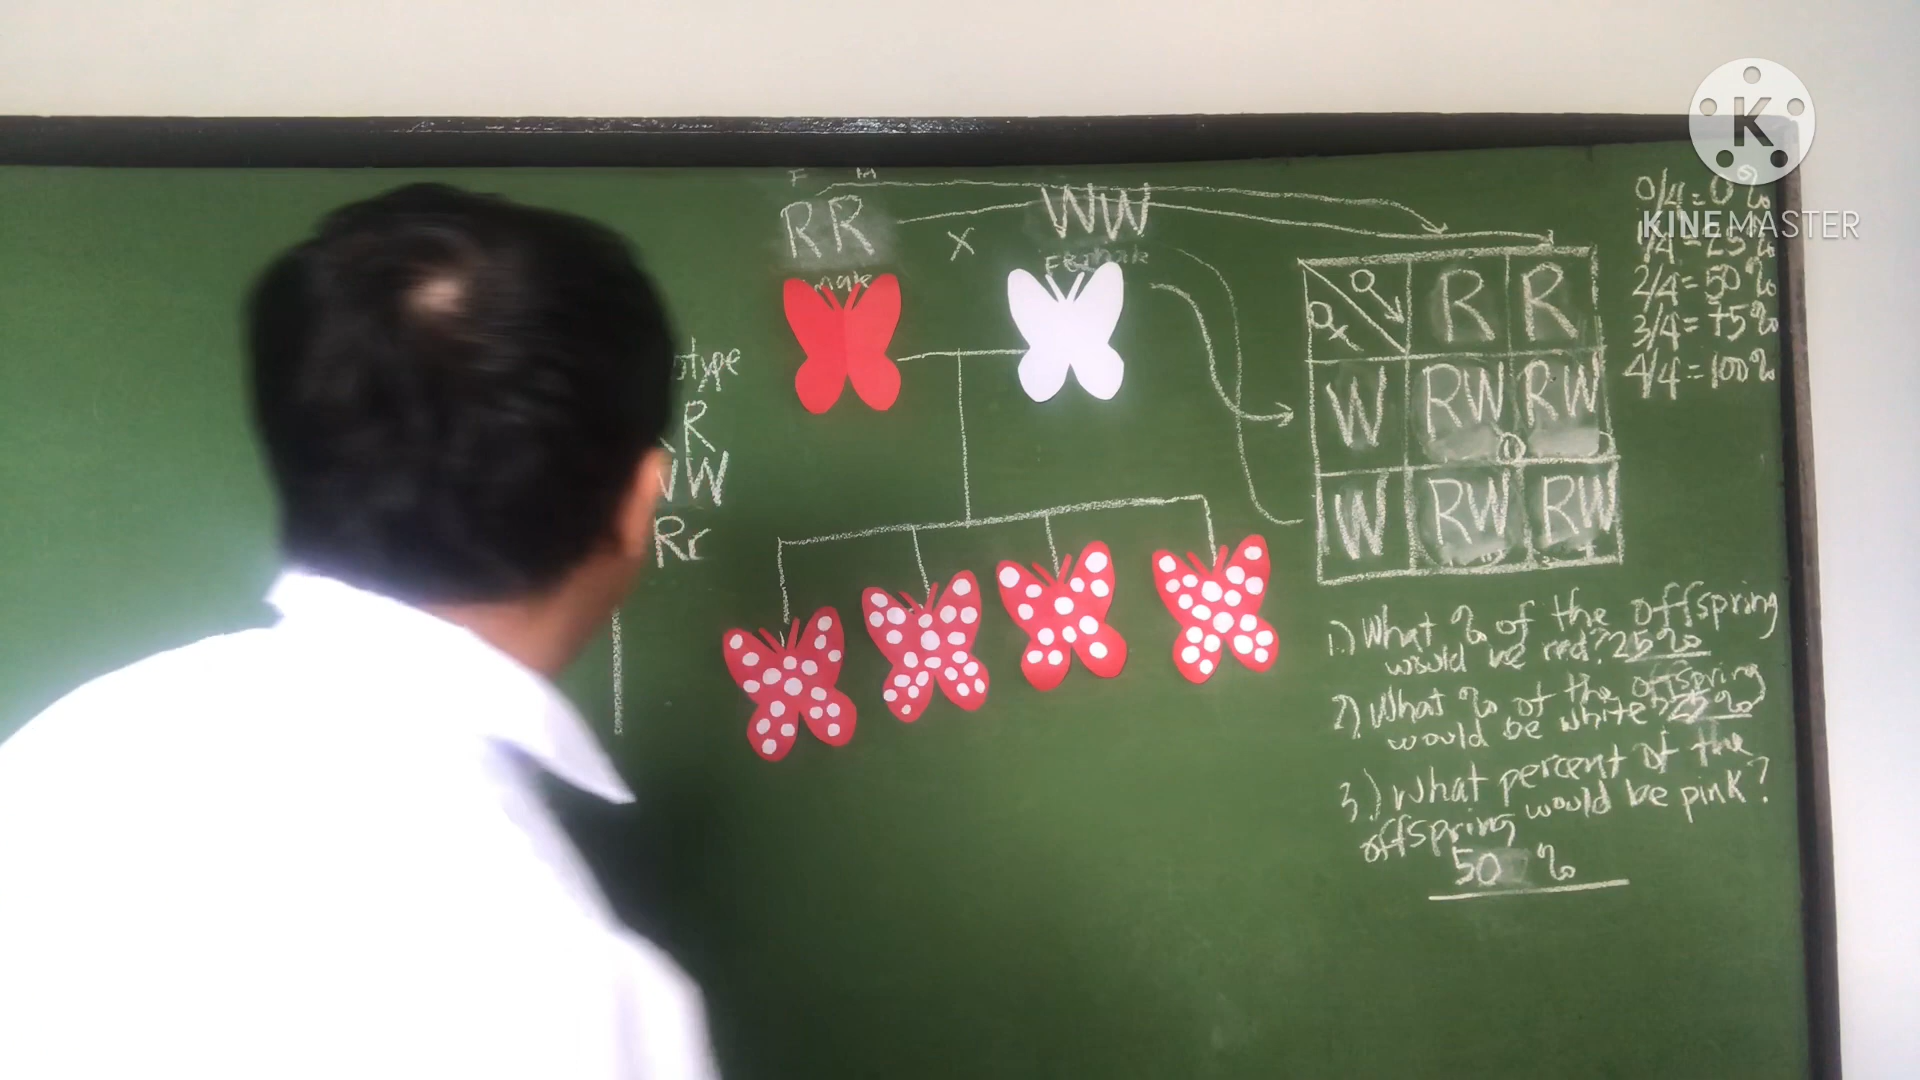 F M
RR X WW
male Female
otype
R
WW
Rr
R R
W RW RW
W RW RW
0/4 = 0%
1/4 = 25%
2/4 = 50%
3/4 = 75%
4/4 = 100%
1.) What % of the offspring
would be red? 25%
2.) What % of the offspring
would be white? 25%
3.) What percent of the
offspring would be pink?
50 %
K
KINEMASTER